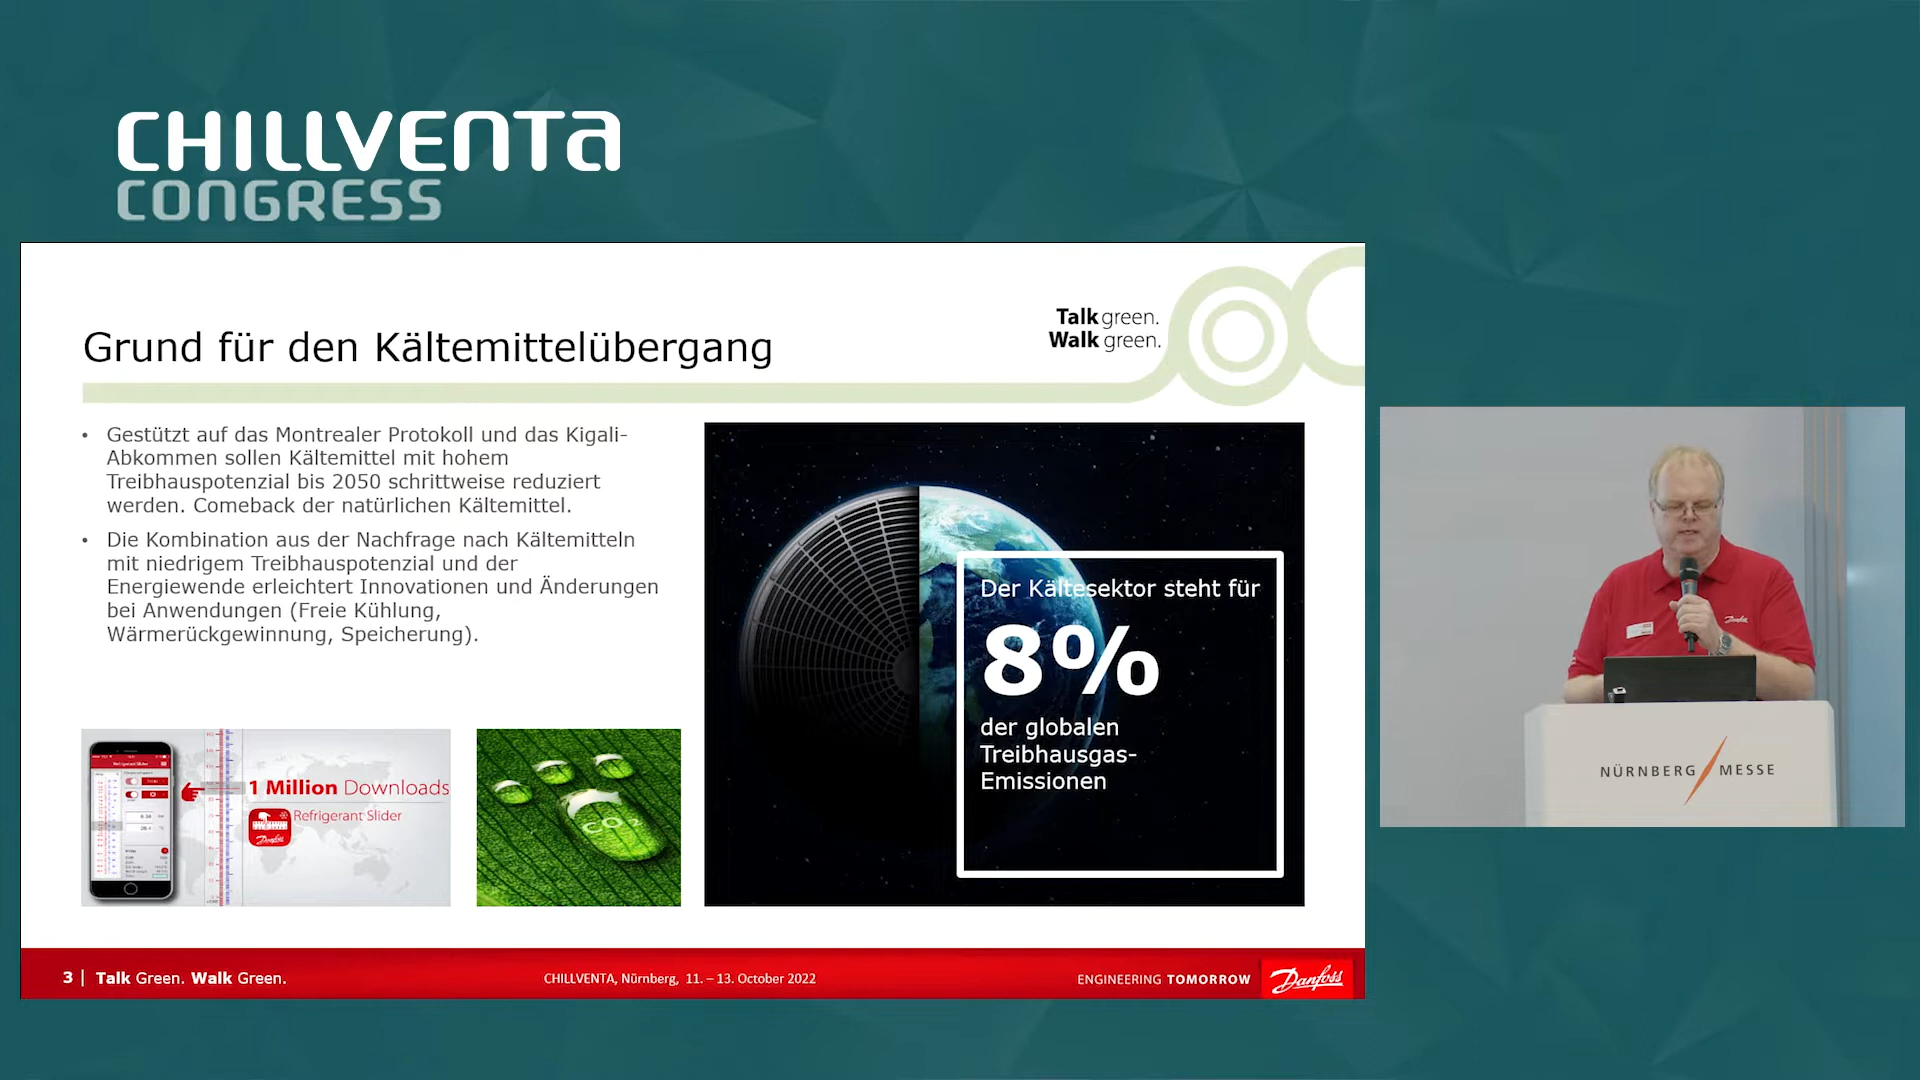 CHILLVENTA
CONGRESS
Talk green.
Walk green.
Grund für den Kältemittelübergang
• Gestützt auf das Montrealer Protokoll und das Kigali-
Abkommen sollen Kältemittel mit hohem
Treibhauspotenzial bis 2050 schrittweise reduziert
werden. Comeback der natürlichen Kältemittel.
• Die Kombination aus der Nachfrage nach Kältemitteln
mit niedrigem Treibhauspotenzial und der
Energiewende erleichtert Innovationen und Änderungen
bei Anwendungen (Freie Kühlung,
Wärmerückgewinnung, Speicherung).
Der Kältesektor steht für
8%
der globalen
Treibhausgas-
Emissionen
Refrigerant Slider
1 Million Downloads
Refrigerant Slider
Danfoss
CO2
3 | Talk Green. Walk Green.
CHILLVENTA, Nürnberg, 11. – 13. October 2022
ENGINEERING TOMORROW
Danfoss
Danfoss
NÜRNBERG MESSE